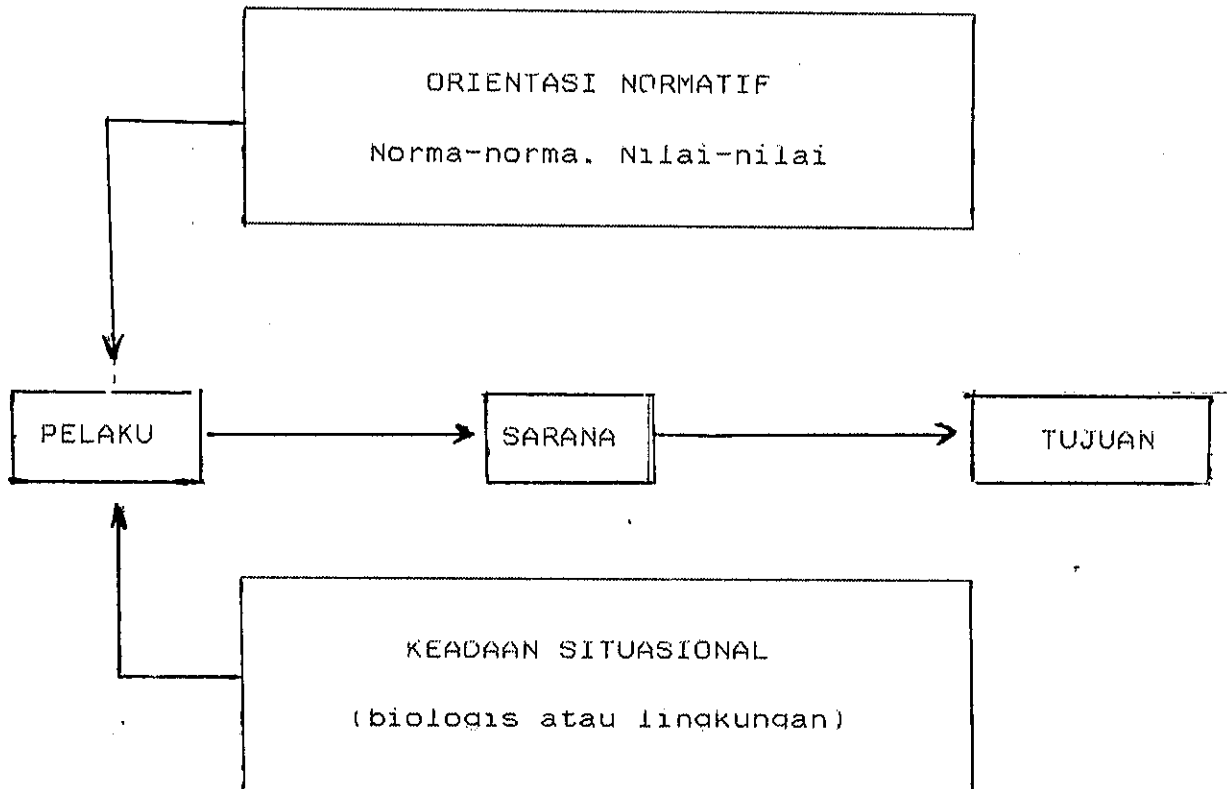 ORIENTASI NORMATIF
Norma-norma. Nilai-nilai
PELAKU
SARANA
TUJUAN
KEADAAN SITUASIONAL
(biologis atau lingkungan)